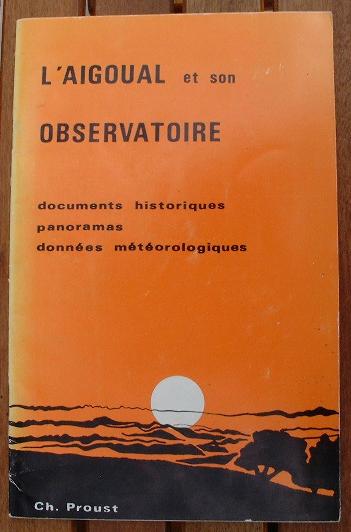 L'AIGOUAL et son
OBSERVATOIRE
documents historiques
panoramas
données météorologiques
Ch. Proust